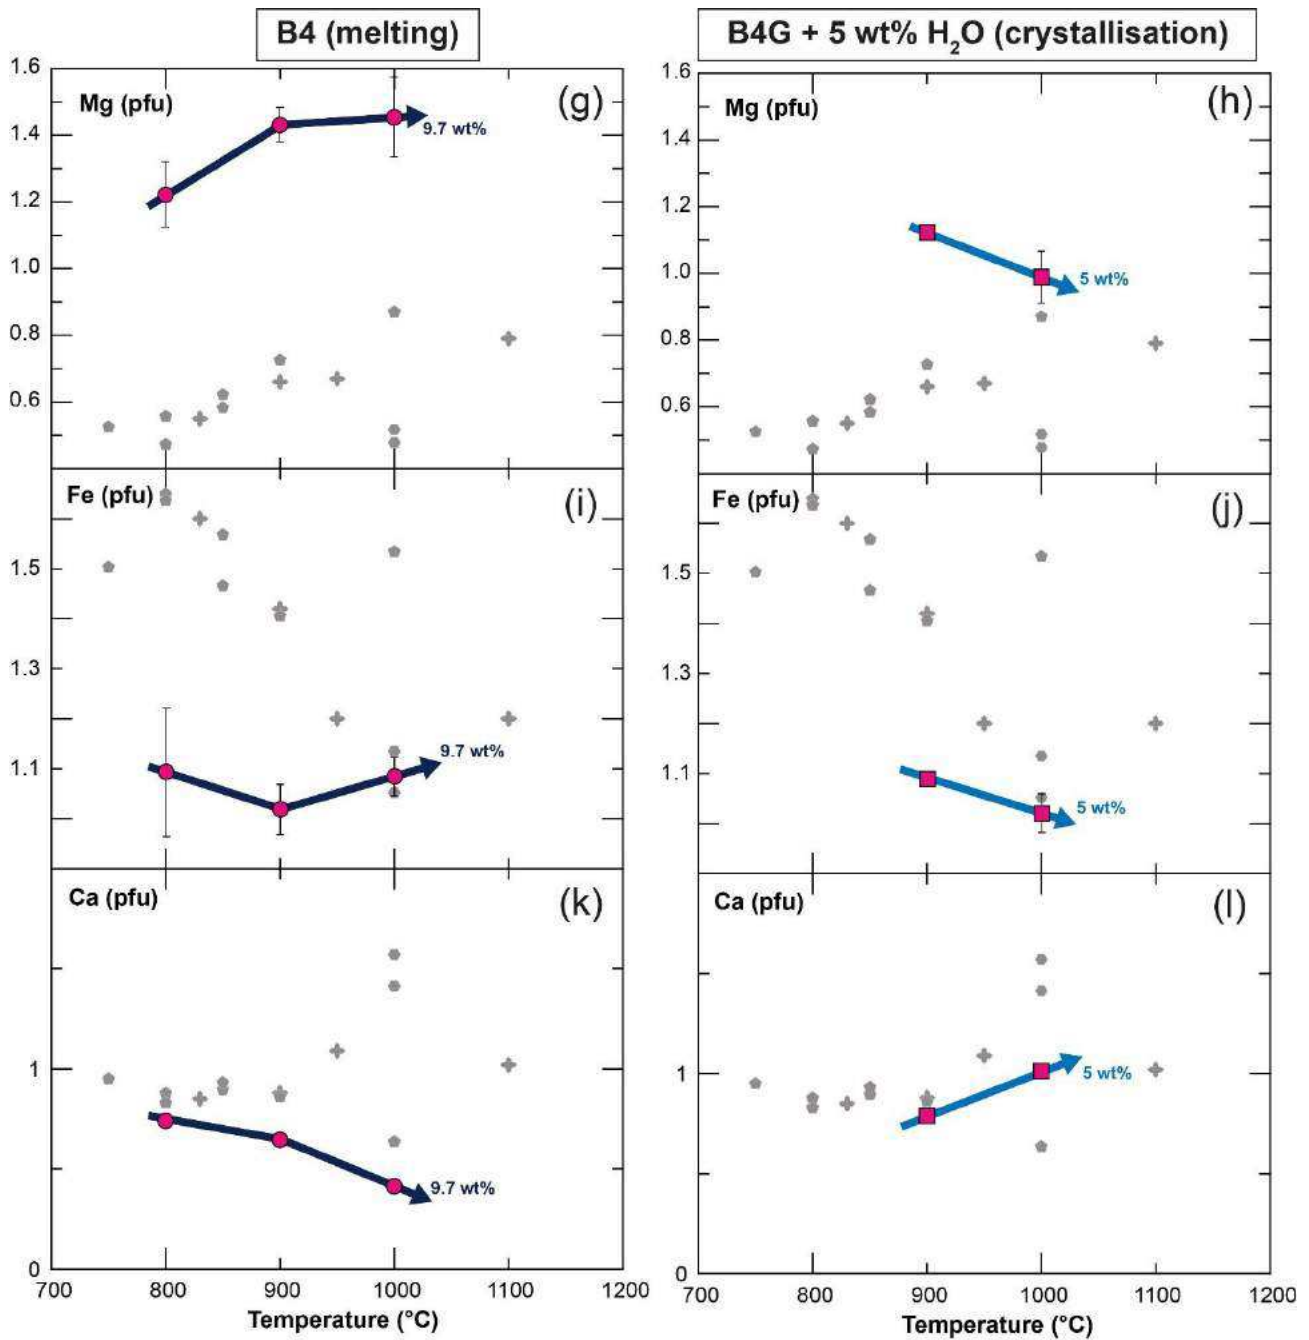 B4 (melting)
B4G + 5 wt% H₂O (crystallisation)
1.6
1.4
1.2
1.0
0.8
0.6
Mg (pfu)
(g)
9.7 wt%
1.6
1.4
1.2
1.0
0.8
0.6
Mg (pfu)
(h)
5 wt%
Fe (pfu)
(i)
1.5
1.3
1.1
9.7 wt%
Fe (pfu)
(j)
1.5
1.3
1.1
5 wt%
Ca (pfu)
(k)
1
0
9.7 wt%
Ca (pfu)
(l)
1
0
5 wt%
700 800 900 1000 1100 1200
Temperature (°C)
700 800 900 1000 1100 1200
Temperature (°C)